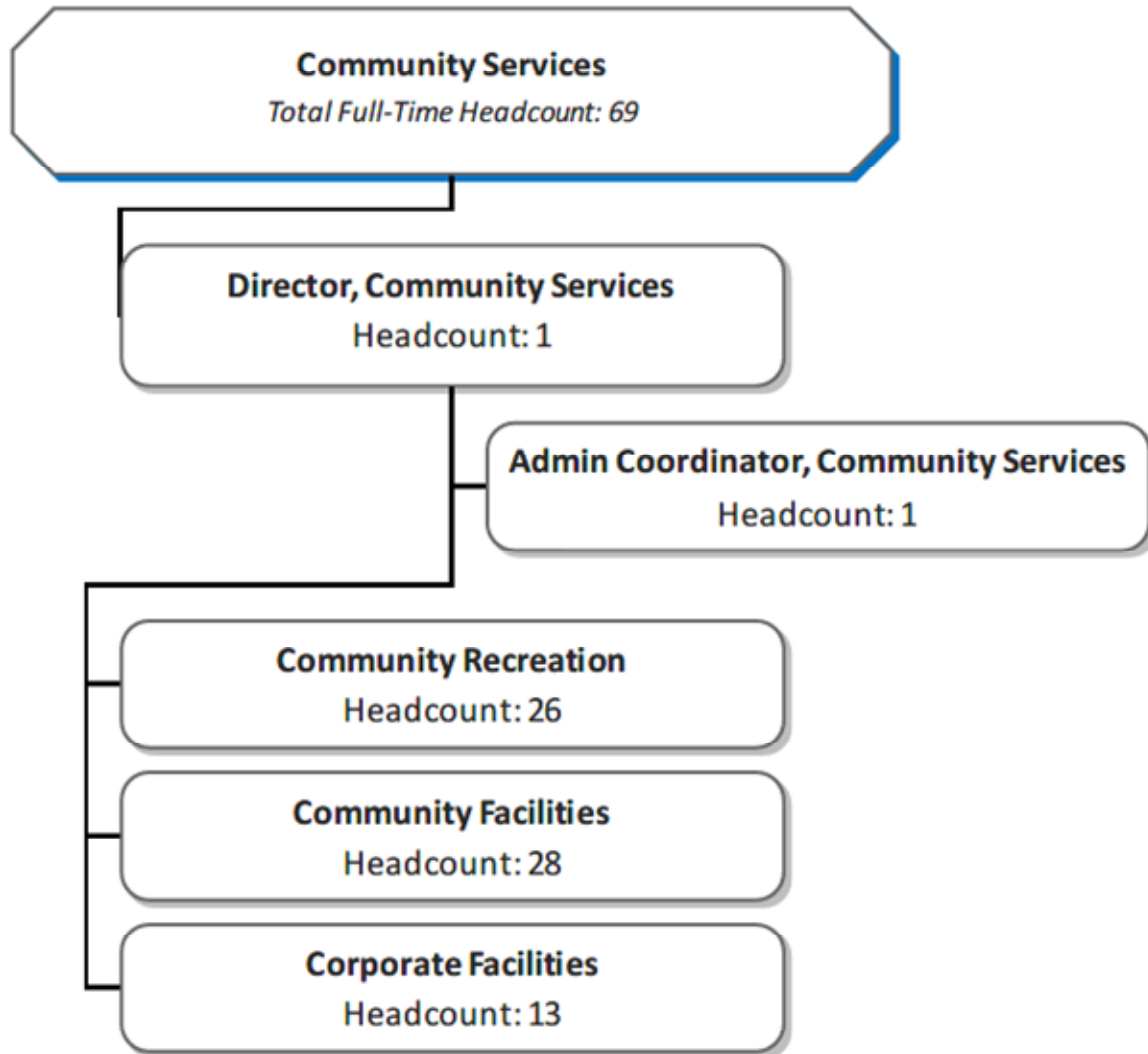 Community Services
Total Full-Time Headcount: 69
Director, Community Services
Headcount: 1
Admin Coordinator, Community Services
Headcount: 1
Community Recreation
Headcount: 26
Community Facilities
Headcount: 28
Corporate Facilities
Headcount: 13